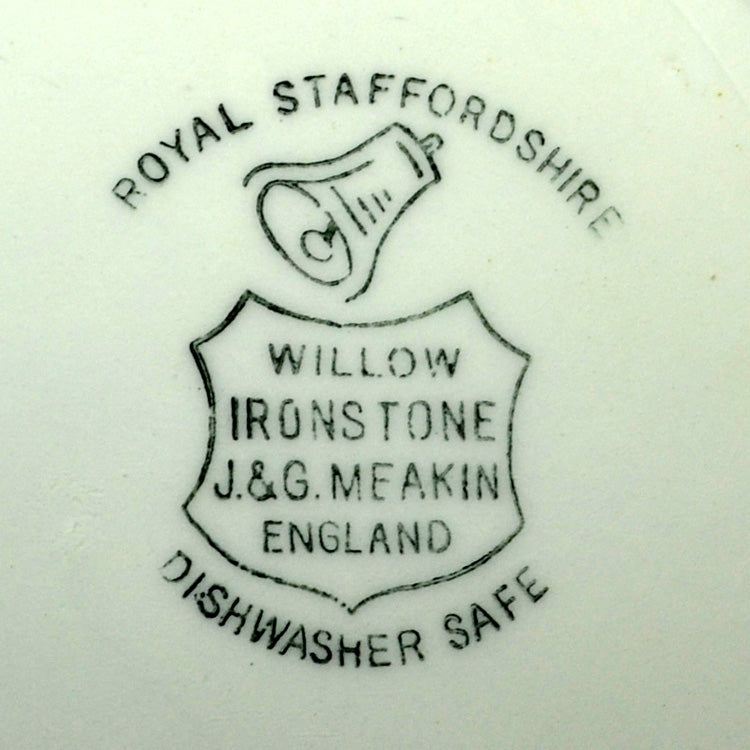 ROYAL STAFFORDSHIRE
WILLOW
IRONSTONE
J.&G. MEAKIN
ENGLAND
DISHWASHER SAFE